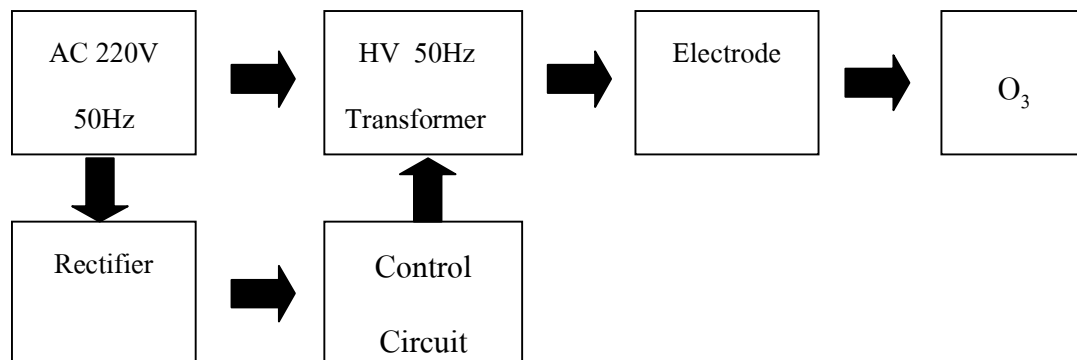 AC 220V
50Hz
HV 50Hz
Transformer
Electrode
O₃
Rectifier
Control
Circuit